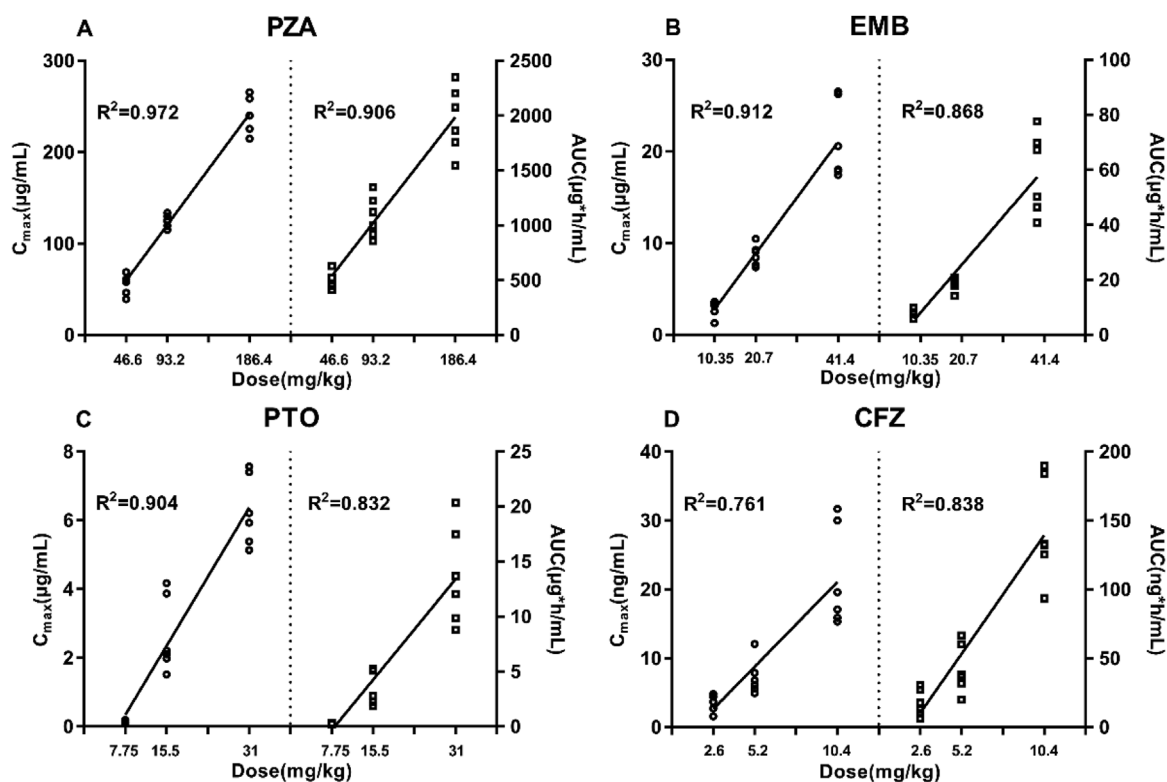 A PZA
300 2500
R²=0.972 R²=0.906
2000
200
1500
Cmax(μg/mL) AUC(μg*h/mL)
1000
100
500
0 0
46.6 93.2 186.4 46.6 93.2 186.4
Dose(mg/kg)
B EMB
30 100
R²=0.912 R²=0.868
80
20
60
Cmax(μg/mL) AUC(μg*h/mL)
40
10
20
0 0
10.35 20.7 41.4 10.35 20.7 41.4
Dose(mg/kg)
C PTO
8 25
R²=0.904 R²=0.832
20
6
15
Cmax(μg/mL) AUC(μg*h/mL)
4
10
2
5
0 0
7.75 15.5 31 7.75 15.5 31
Dose(mg/kg)
D CFZ
40 200
R²=0.761 R²=0.838
30 150
Cmax(ng/mL) AUC(ng*h/mL)
20 100
10 50
0 0
2.6 5.2 10.4 2.6 5.2 10.4
Dose(mg/kg)